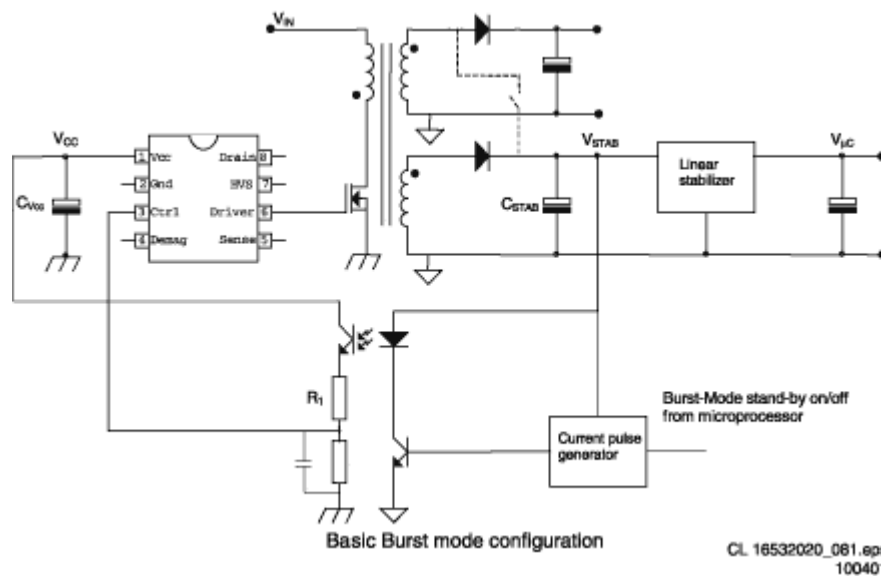 VIN
VCC
1 Vcc Drain 8
2 Gnd HVS 7
3 Ctrl Driver 6
4 Demag Sense 5
CVcc
VSTAB
Linear
stabilizer
VµC
CSTAB
R1
Burst-Mode stand-by on/off
from microprocessor
Current pulse
generator
Basic Burst mode configuration
CL 16532020_081.eps
100401